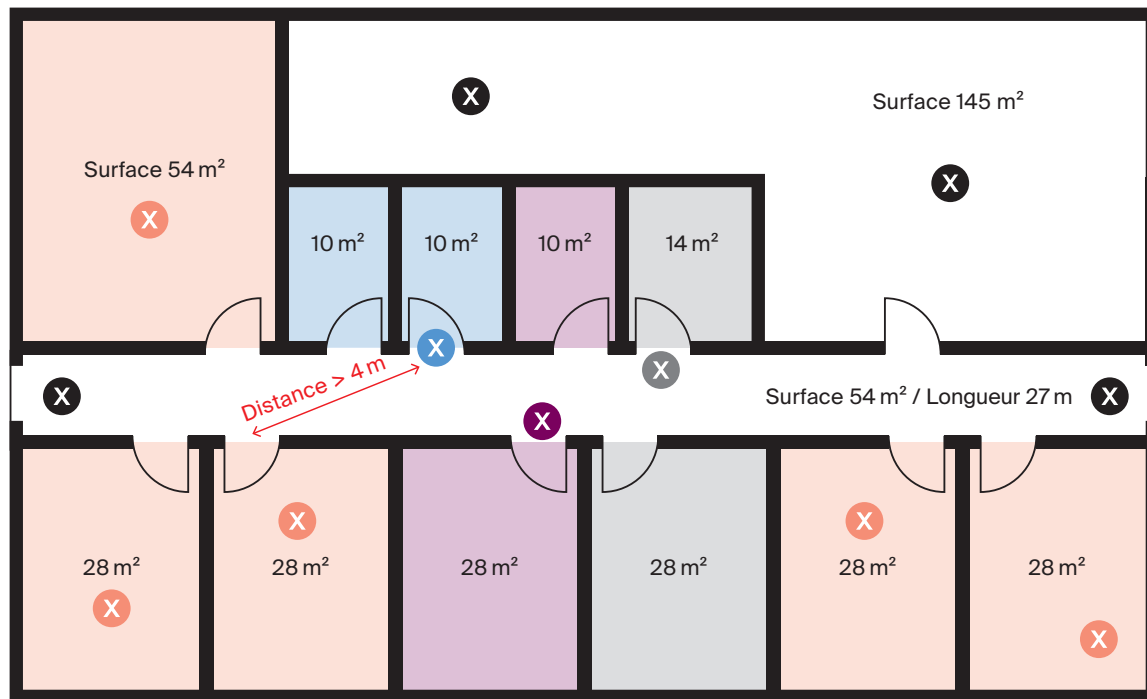 X
Surface 145 m²
Surface 54 m²
X
X
10 m²
10 m²
10 m²
14 m²
X
X
Distance > 4 m
X
Surface 54 m² / Longueur 27 m
X
X
X
X
28 m²
28 m²
28 m²
28 m²
28 m²
28 m²
X
X